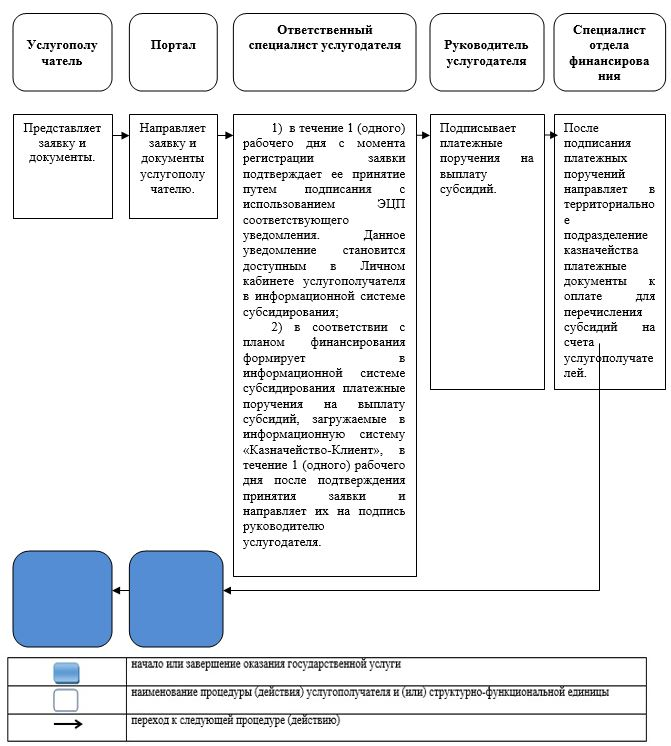 Услугополу
чатель
Портал
Ответственный
специалист услугодателя
Руководитель
услугодателя
Специалист
отдела
финансирова
ния
Представляет
заявку и
документы.
Направляет
заявку и
документы
услугополу
чателю.
1) в течение 1 (одного)
рабочего дня с момента
регистрации заявки
подтверждает ее принятие
путем подписания с
использованием ЭЦП
соответствующего
уведомления. Данное
уведомление становится
доступным в Личном
кабинете услугополучателя
в информационной системе
субсидирования;
2) в соответствии с
планом финансирования
формирует в
информационной системе
субсидирования платежные
поручения на выплату
субсидий, загружаемые в
информационную систему
«Казначейство-Клиент», в
течение 1 (одного) рабочего
дня после подтверждения
принятия заявки и
направляет их на подпись
руководителю
услугодателя.
Подписывает
платежные
поручения на
выплату
субсидий.
После
подписания
платежных
поручений
направляет в
территориально
е
подразделение
казначейства
платежные
документы к
оплате для
перечисления
субсидий на
счета
услугополучате
лей.
начало или завершение оказания государственной услуги
наименование процедуры (действия) услугополучателя и (или) структурно-функциональной единицы
переход к следующей процедуре (действию)